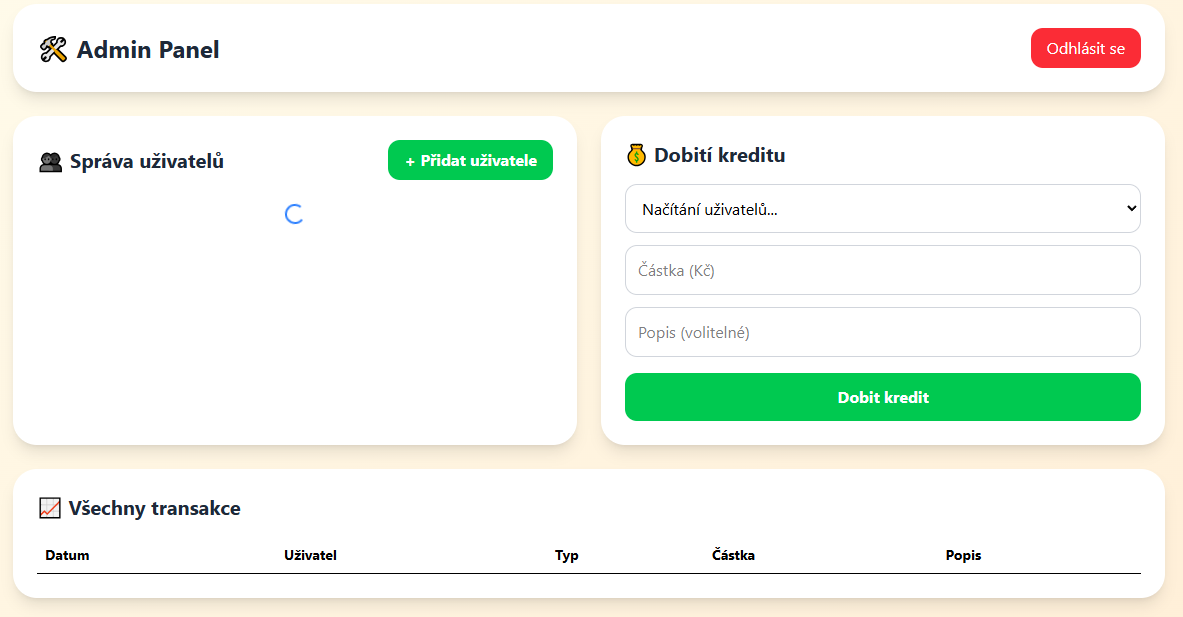 Admin Panel
Odhlásit se
Správa uživatelů
+ Přidat uživatele
Dobití kreditu
Načítání uživatelů...
Částka (Kč)
Popis (volitelné)
Dobit kredit
Všechny transakce
Datum Uživatel Typ Částka Popis